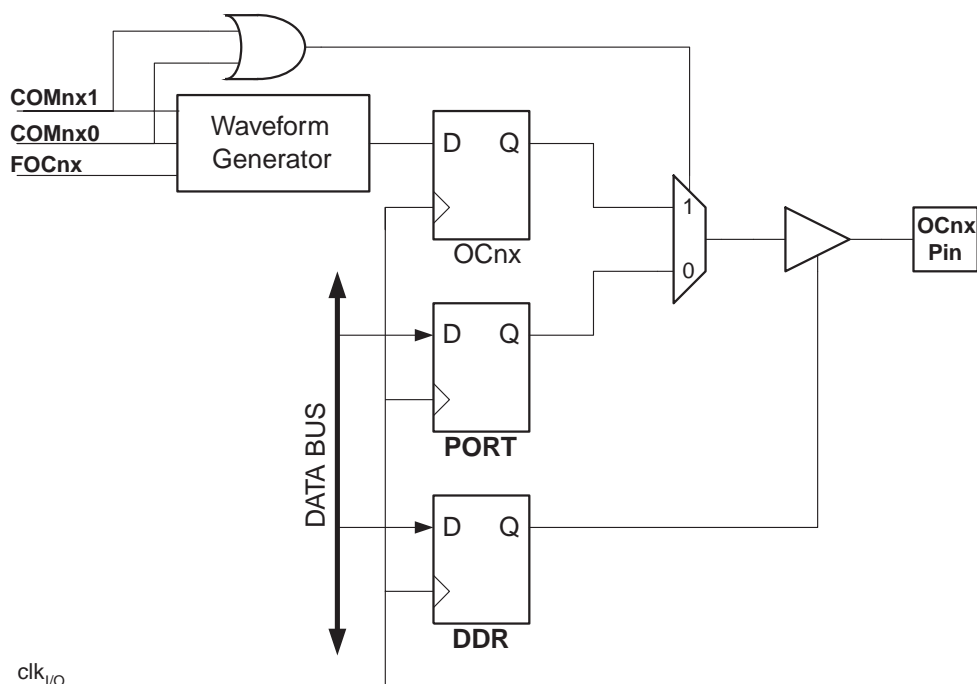 COMnx1
COMnx0
FOCnx
Waveform
Generator
D Q
OCnx
1
0
OCnx
Pin
DATA BUS
D Q
PORT
D Q
DDR
clkI/O